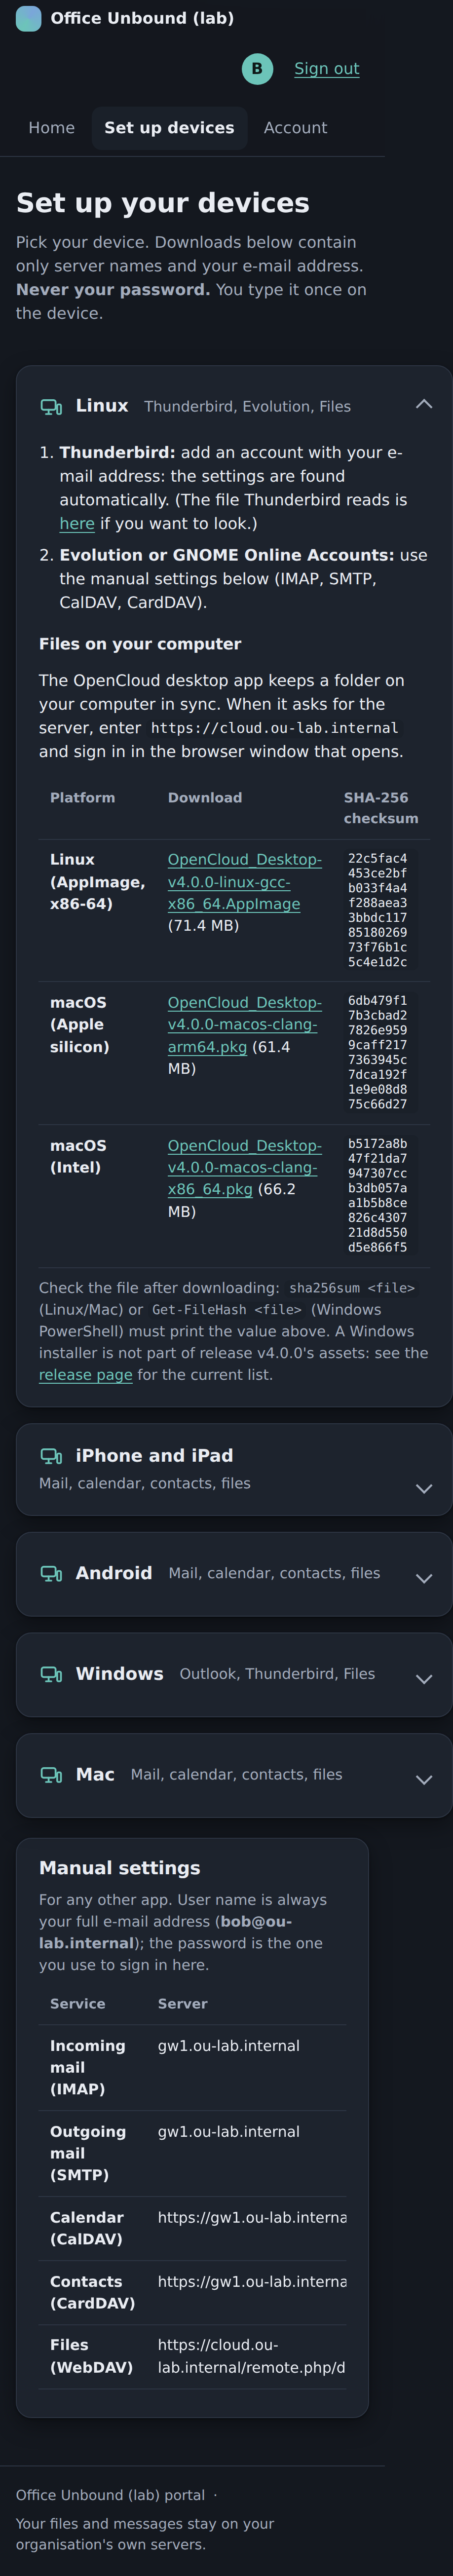 Office Unbound (lab)
B Sign out
Home Set up devices Account
Set up your devices
Pick your device. Downloads below contain
only server names and your e-mail address.
Never your password. You type it once on
the device.
Linux Thunderbird, Evolution, Files
1. Thunderbird: add an account with your e-
mail address: the settings are found
automatically. (The file Thunderbird reads is
here if you want to look.)
2. Evolution or GNOME Online Accounts: use
the manual settings below (IMAP, SMTP,
CalDAV, CardDAV).
Files on your computer
The OpenCloud desktop app keeps a folder on
your computer in sync. When it asks for the
server, enter https://cloud.ou-lab.internal
and sign in in the browser window that opens.
Platform Download SHA-256
checksum
Linux
(AppImage,
x86-64)
OpenCloud_Desktop-
v4.0.0-linux-gcc-
x86_64.AppImage
(71.4 MB)
22c5fac4
453ce2bf
b033f4a4
f288aea3
3bbdc117
85180269
73f76b1c
5c4e1d2c
macOS
(Apple
silicon)
OpenCloud_Desktop-
v4.0.0-macos-clang-
arm64.pkg (61.4
MB)
6db479f1
7b3cbad2
7826e959
9caff217
7363945c
7dca192f
1e9e08d8
75c66d27
macOS
(Intel)
OpenCloud_Desktop-
v4.0.0-macos-clang-
x86_64.pkg (66.2
MB)
b5172a8b
47f21da7
947307cc
b3db057a
a1b5b8ce
826c4307
21d8d550
d5e866f5
Check the file after downloading: sha256sum <file>
(Linux/Mac) or Get-FileHash <file> (Windows
PowerShell) must print the value above. A Windows
installer is not part of release v4.0.0's assets: see the
release page for the current list.
iPhone and iPad
Mail, calendar, contacts, files
Android Mail, calendar, contacts, files
Windows Outlook, Thunderbird, Files
Mac Mail, calendar, contacts, files
Manual settings
For any other app. User name is always
your full e-mail address (bob@ou-
lab.internal); the password is the one
you use to sign in here.
Service Server
Incoming
mail
(IMAP)
gw1.ou-lab.internal
Outgoing
mail
(SMTP)
gw1.ou-lab.internal
Calendar
(CalDAV)
https://gw1.ou-lab.interna
Contacts
(CardDAV)
https://gw1.ou-lab.interna
Files
(WebDAV)
https://cloud.ou-
lab.internal/remote.php/d
Office Unbound (lab) portal ·
Your files and messages stay on your
organisation's own servers.